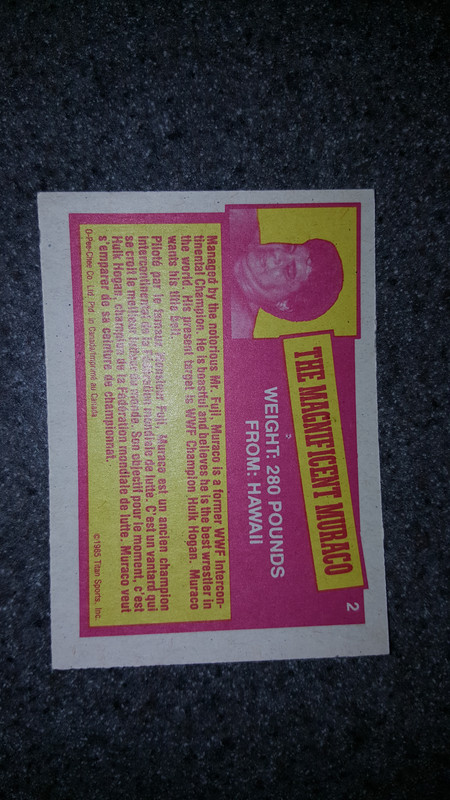 2
THE MAGNIFICENT MURACO
WEIGHT: 280 POUNDS
FROM: HAWAII
Managed by the notorious Mr. Fuji, Muraco is a former WWF Intercon-
tinental Champion. He is boastful and believes he is the best wrestler in
the world. His present target is WWF Champion Hulk Hogan. Muraco
wants his title belt.
Piloté par le fameux Monsieur Fuji, Muraco est un ancien champion
intercontinental de la Fédération mondiale de lutte. C'est un vantard qui
se croit le meilleur lutteur au monde. Son objectif pour le moment, c'est
Hulk Hogan, champion de la Fédération mondiale de lutte. Muraco veut
s'emparer de sa ceinture de championnat.
©1985 Titan Sports, Inc.
O-Pee-Chee Co. Ltd. Ptd. in Canada/Imprimé au Canada